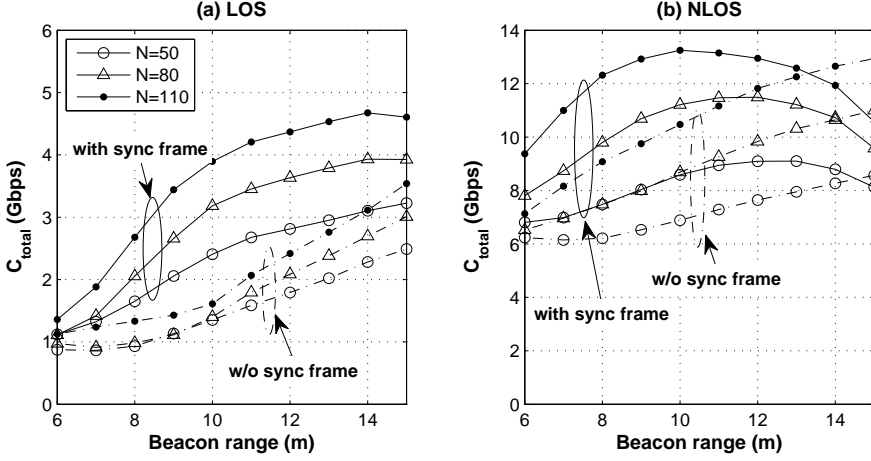 (a) LOS
6
5
4
3
2
1
0
6
8
10
12
14
Beacon range (m)
C_total (Gbps)
N=50
N=80
N=110
with sync frame
w/o sync frame
(b) NLOS
14
12
10
8
6
4
2
0
6
8
10
12
14
Beacon range (m)
C_total (Gbps)
w/o sync frame
with sync frame